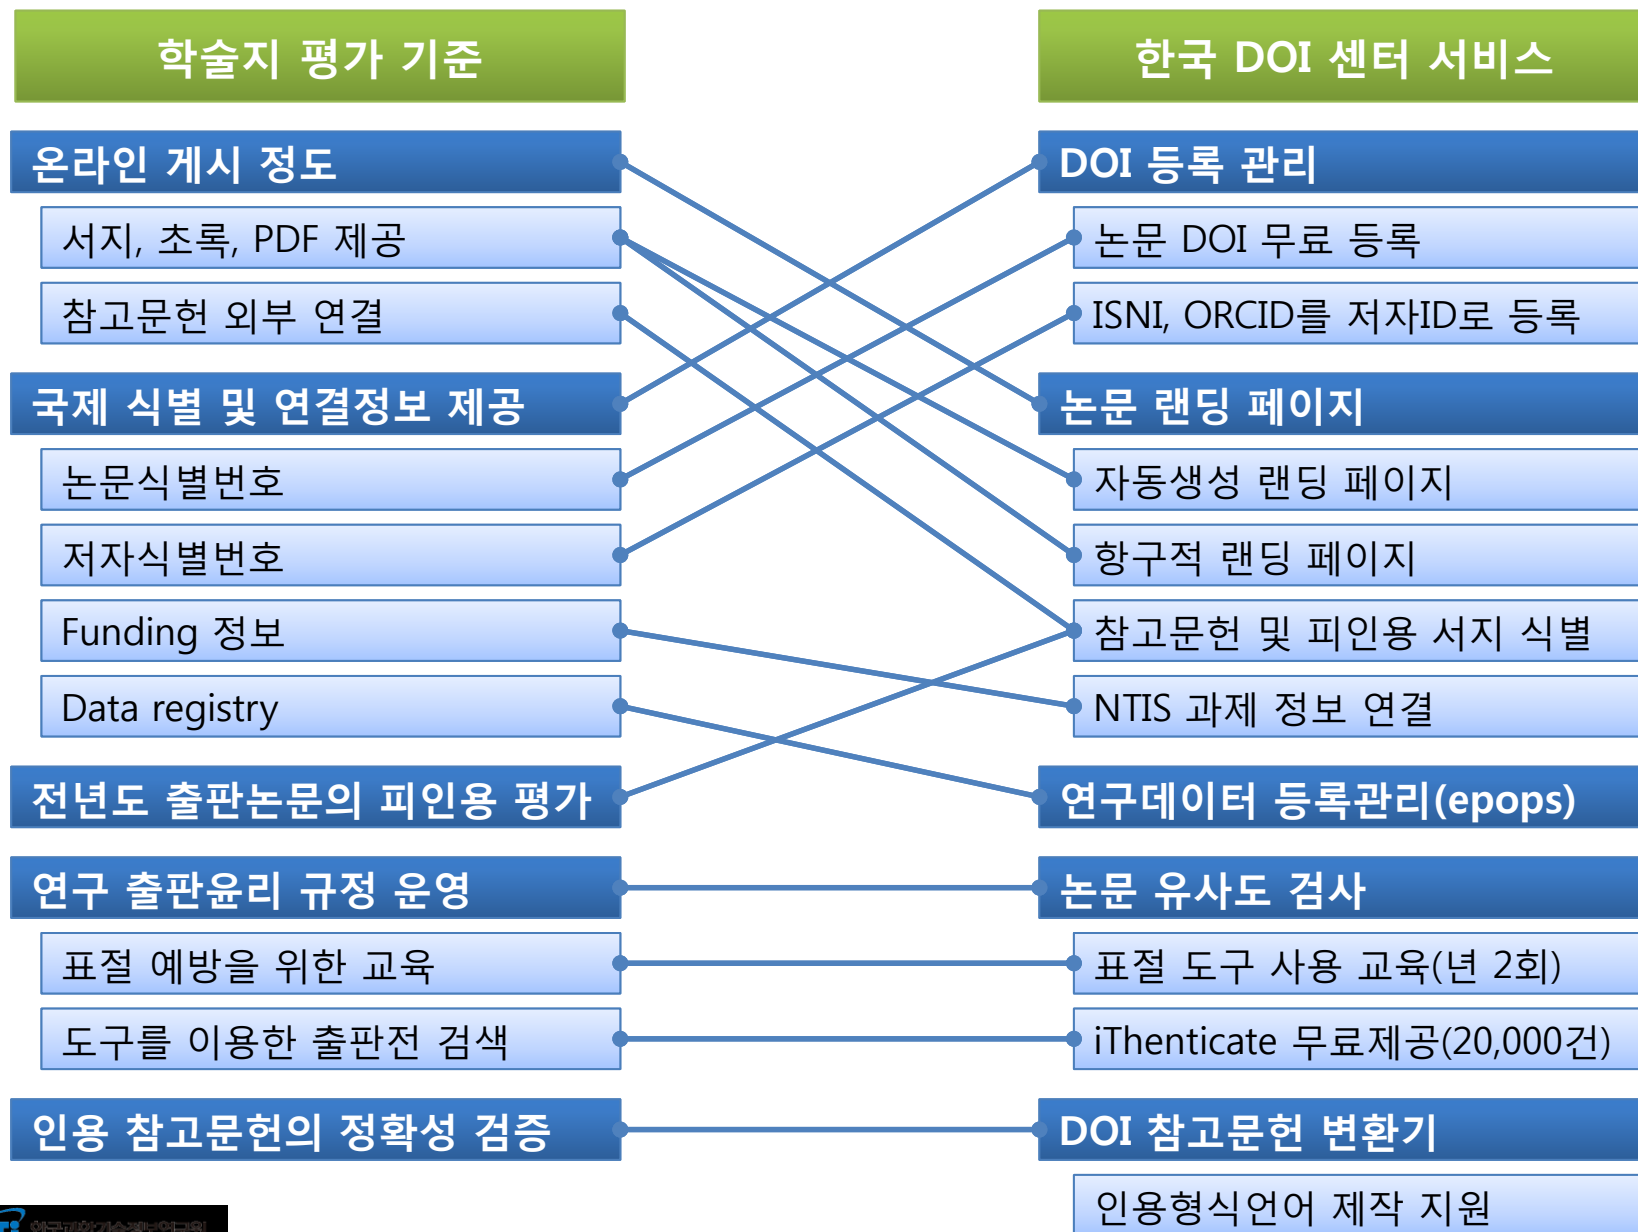 학술지 평가 기준
온라인 게시 정도
서지, 초록, PDF 제공
참고문헌 외부 연결
국제 식별 및 연결정보 제공
논문식별번호
저자식별번호
Funding 정보
Data registry
전년도 출판논문의 피인용 평가
연구 출판윤리 규정 운영
표절 예방을 위한 교육
도구를 이용한 출판전 검색
인용 참고문헌의 정확성 검증
한국 DOI 센터 서비스
DOI 등록 관리
논문 DOI 무료 등록
ISNI, ORCID를 저자ID로 등록
논문 랜딩 페이지
자동생성 랜딩 페이지
항구적 랜딩 페이지
참고문헌 및 피인용 서지 식별
NTIS 과제 정보 연결
연구데이터 등록관리(epops)
논문 유사도 검사
표절 도구 사용 교육(년 2회)
iThenticate 무료제공(20,000건)
DOI 참고문헌 변환기
인용형식언어 제작 지원
한국과학기술정보연구원